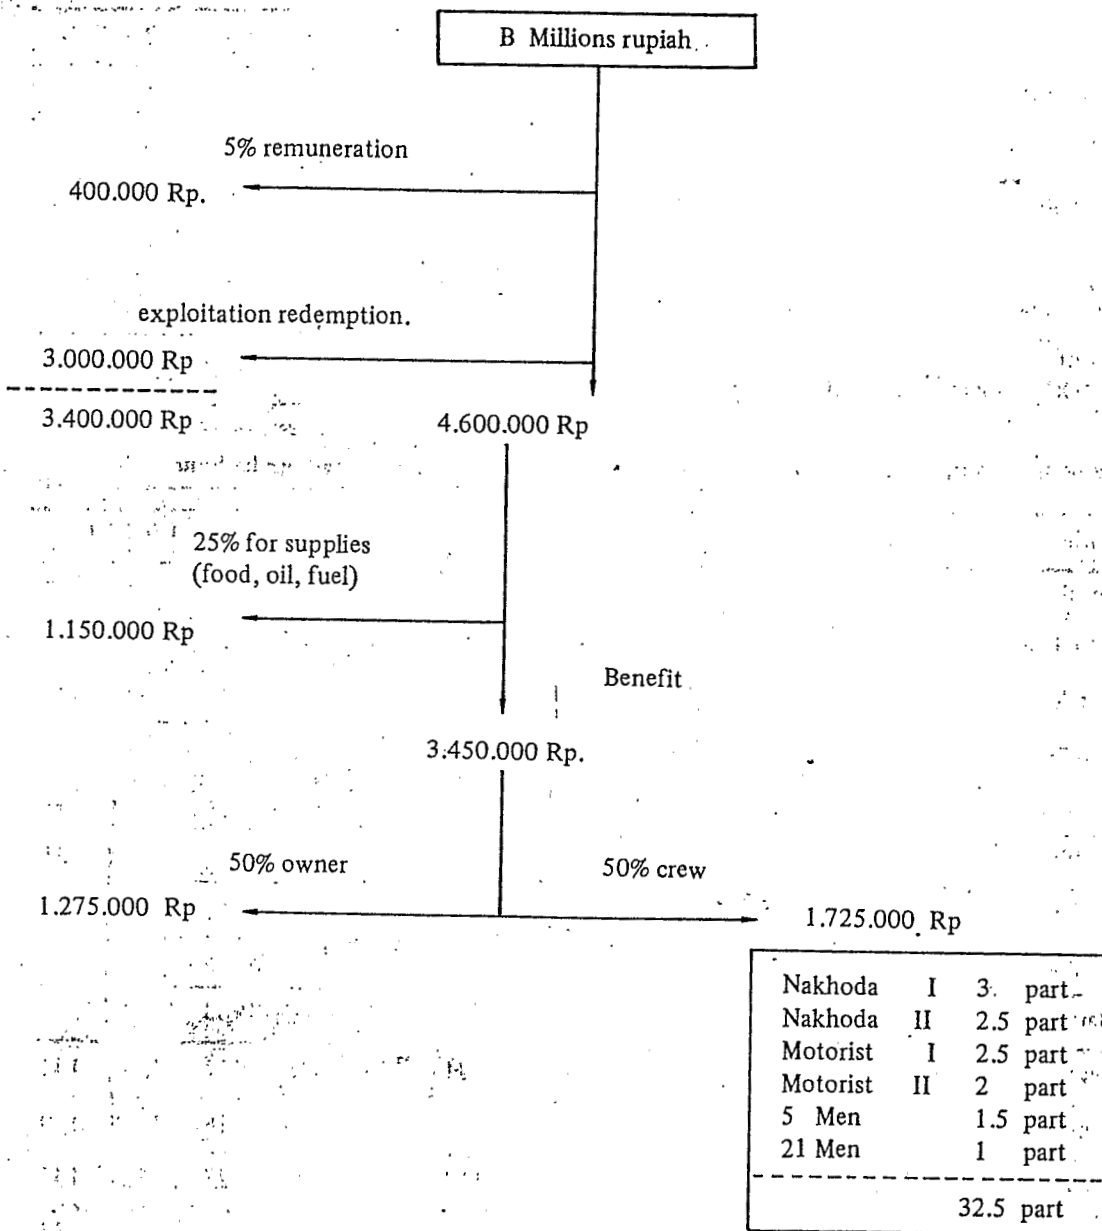 B Millions rupiah
5% remuneration
400.000 Rp.
exploitation redemption.
3.000.000 Rp
3.400.000 Rp
4.600.000 Rp
25% for supplies
(food, oil, fuel)
1.150.000 Rp
Benefit
3.450.000 Rp.
50% owner
50% crew
1.275.000 Rp
1.725.000 Rp
Nakhoda I 3 part
Nakhoda II 2.5 part
Motorist I 2.5 part
Motorist II 2 part
5 Men 1.5 part
21 Men 1 part
32.5 part